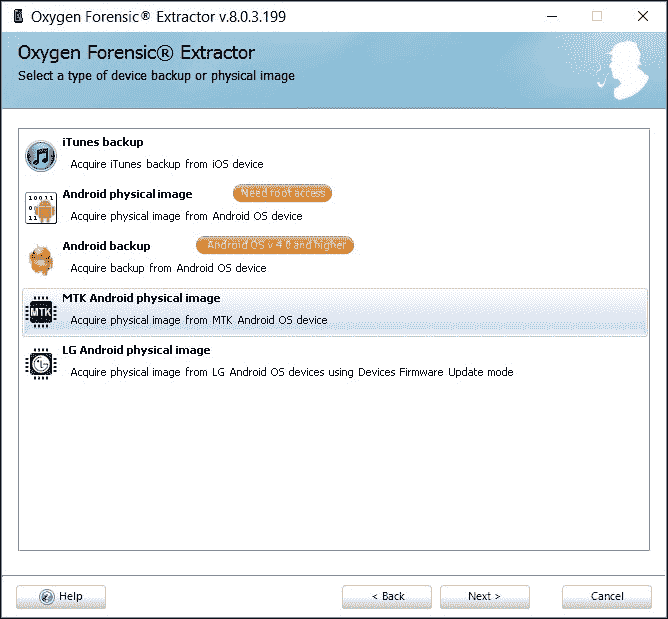 Oxygen Forensic® Extractor v.8.0.3.199
Oxygen Forensic® Extractor
Select a type of device backup or physical image
iTunes backup
Acquire iTunes backup from iOS device
10011
0
11
Android physical image Need root access
Acquire physical image from Android OS device
Android backup Android OS v 4.0 and higher
Acquire backup from Android OS device
MTK
MTK Android physical image
Acquire physical image from MTK Android OS device
LG Android physical image
Acquire physical image from LG Android OS devices using Devices Firmware Update mode
Help < Back Next > Cancel